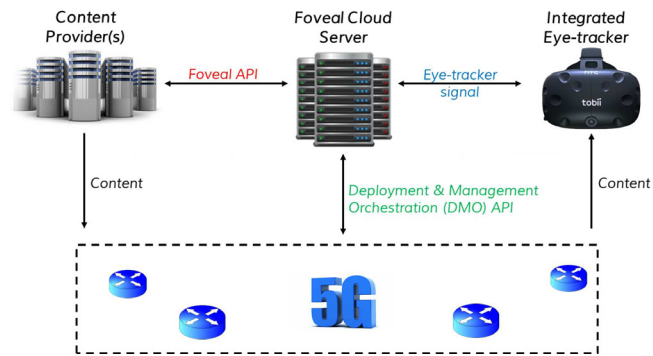 Content
Provider(s)
Foveal Cloud
Server
Integrated
Eye-tracker
Foveal API
Eye-tracker
signal
hTC
tobii
Content
Deployment & Management
Orchestration (DMO) API
Content
5G